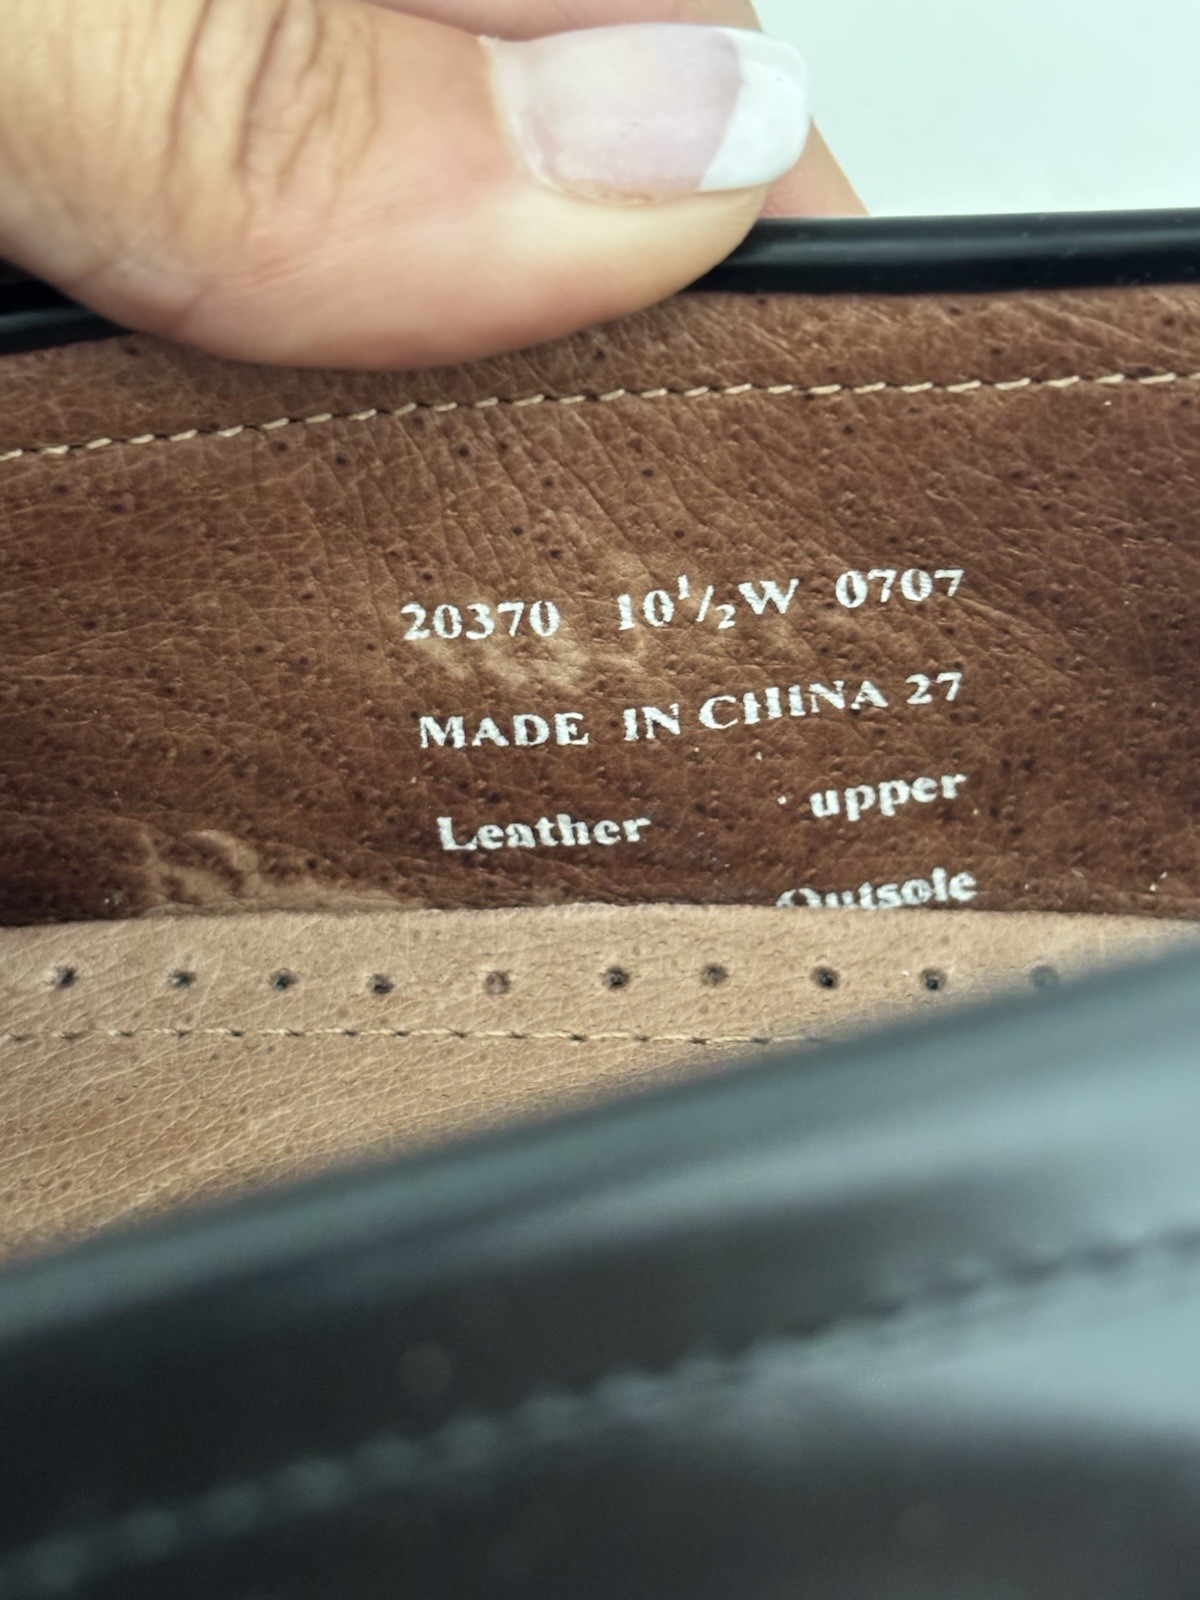 20370 10½W 0707
MADE IN CHINA 27
Leather upper
Outsole